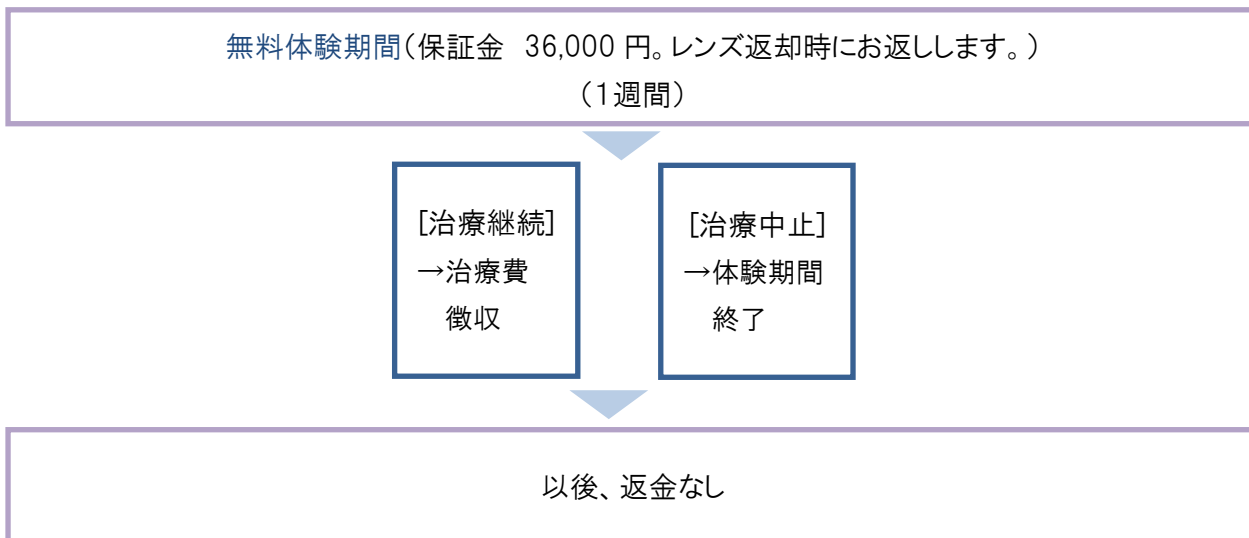 無料体験期間（保証金　36,000 円。レンズ返却時にお返しします。）
（１週間）
［治療継続］
→治療費
徴収
［治療中止］
→体験期間
終了
以後、返金なし